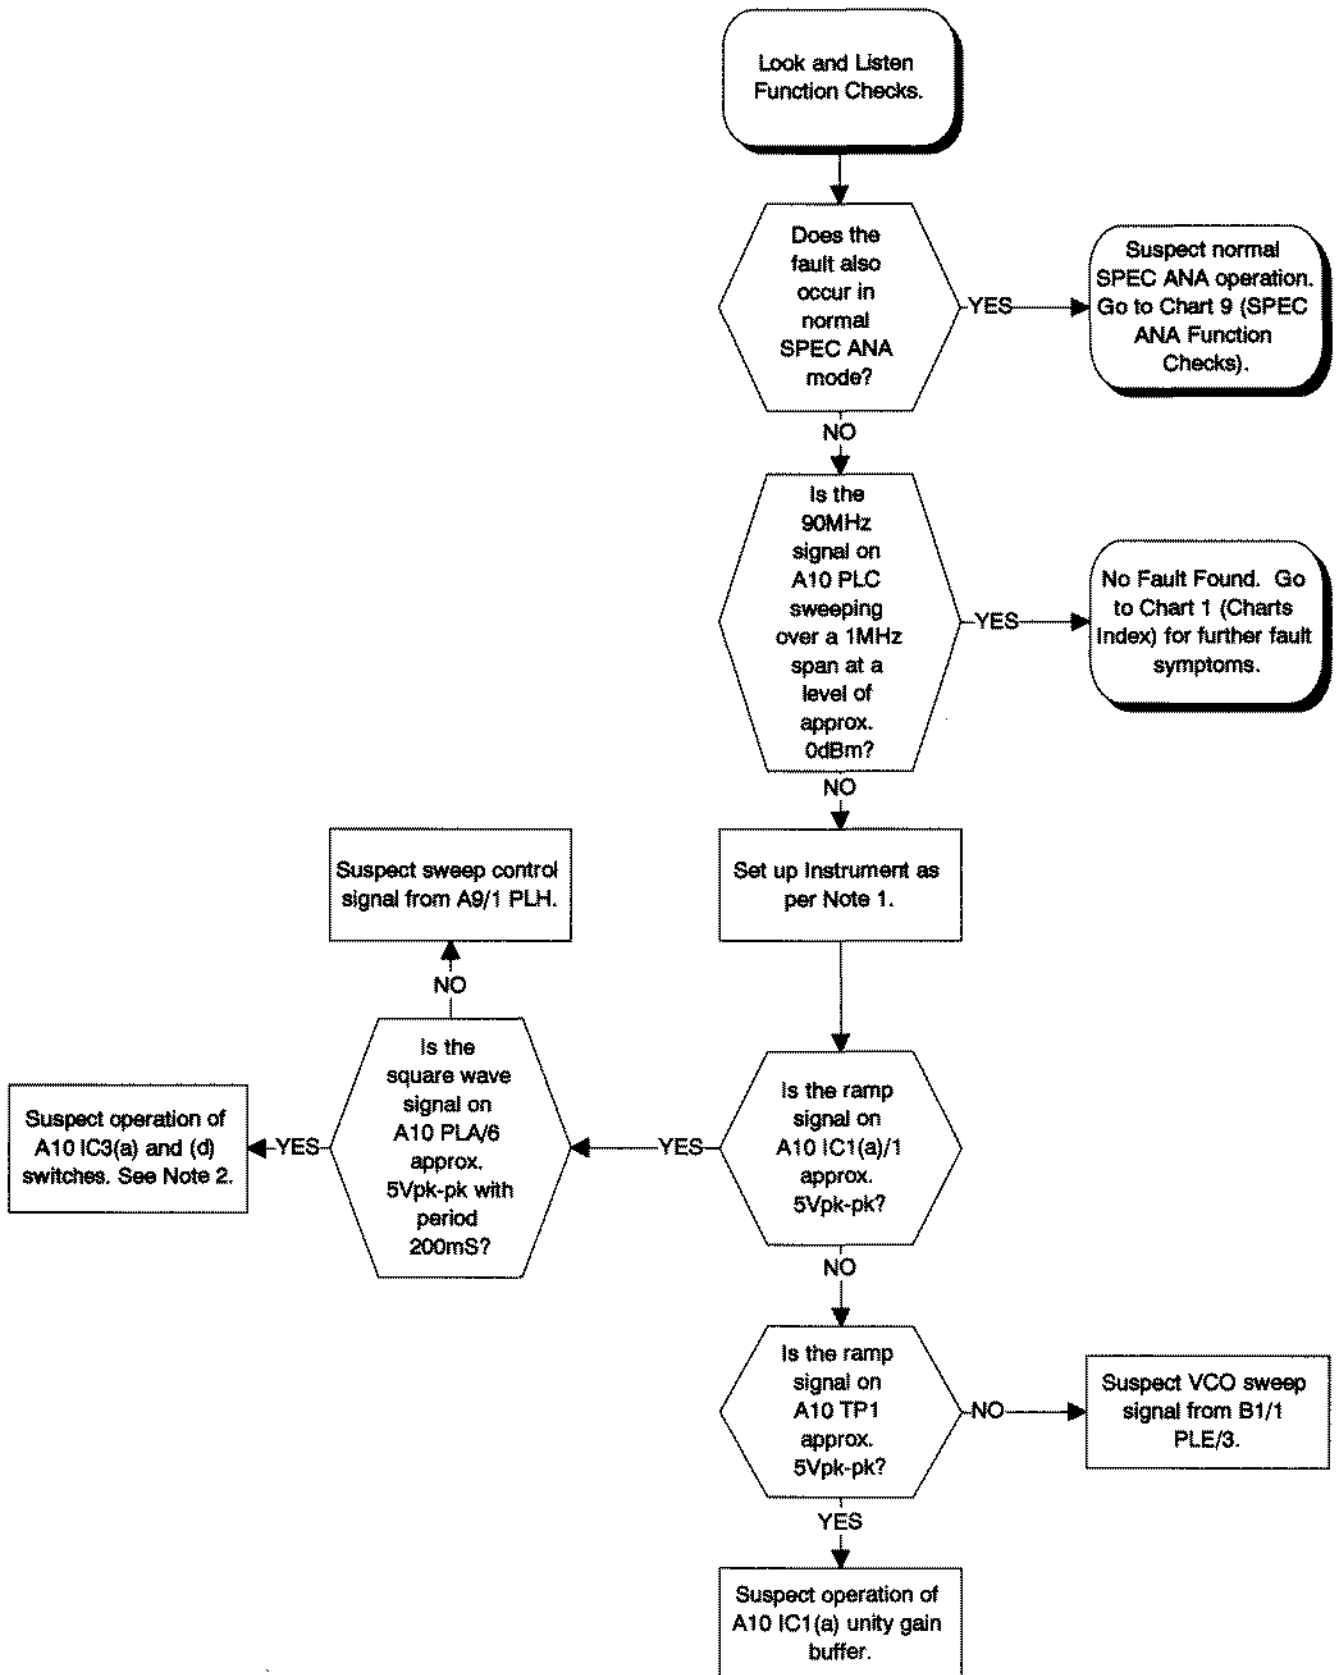 Look and Listen
Function Checks.
Does the
fault also
occur in
normal
SPEC ANA
mode?
YES
Suspect normal
SPEC ANA operation.
Go to Chart 9 (SPEC
ANA Function
Checks).
NO
Is the
90MHz
signal on
A10 PLC
sweeping
over a 1MHz
span at a
level of
approx.
0dBm?
YES
No Fault Found. Go
to Chart 1 (Charts
Index) for further fault
symptoms.
NO
Set up Instrument as
per Note 1.
Suspect sweep control
signal from A9/1 PLH.
NO
Is the ramp
signal on
A10 IC1(a)/1
approx.
5Vpk-pk?
YES
Is the
square wave
signal on
A10 PLA/6
approx.
5Vpk-pk with
period
200mS?
YES
Suspect operation of
A10 IC3(a) and (d)
switches. See Note 2.
NO
Is the ramp
signal on
A10 TP1
approx.
5Vpk-pk?
NO
Suspect VCO sweep
signal from B1/1
PLE/3.
YES
Suspect operation of
A10 IC1(a) unity gain
buffer.